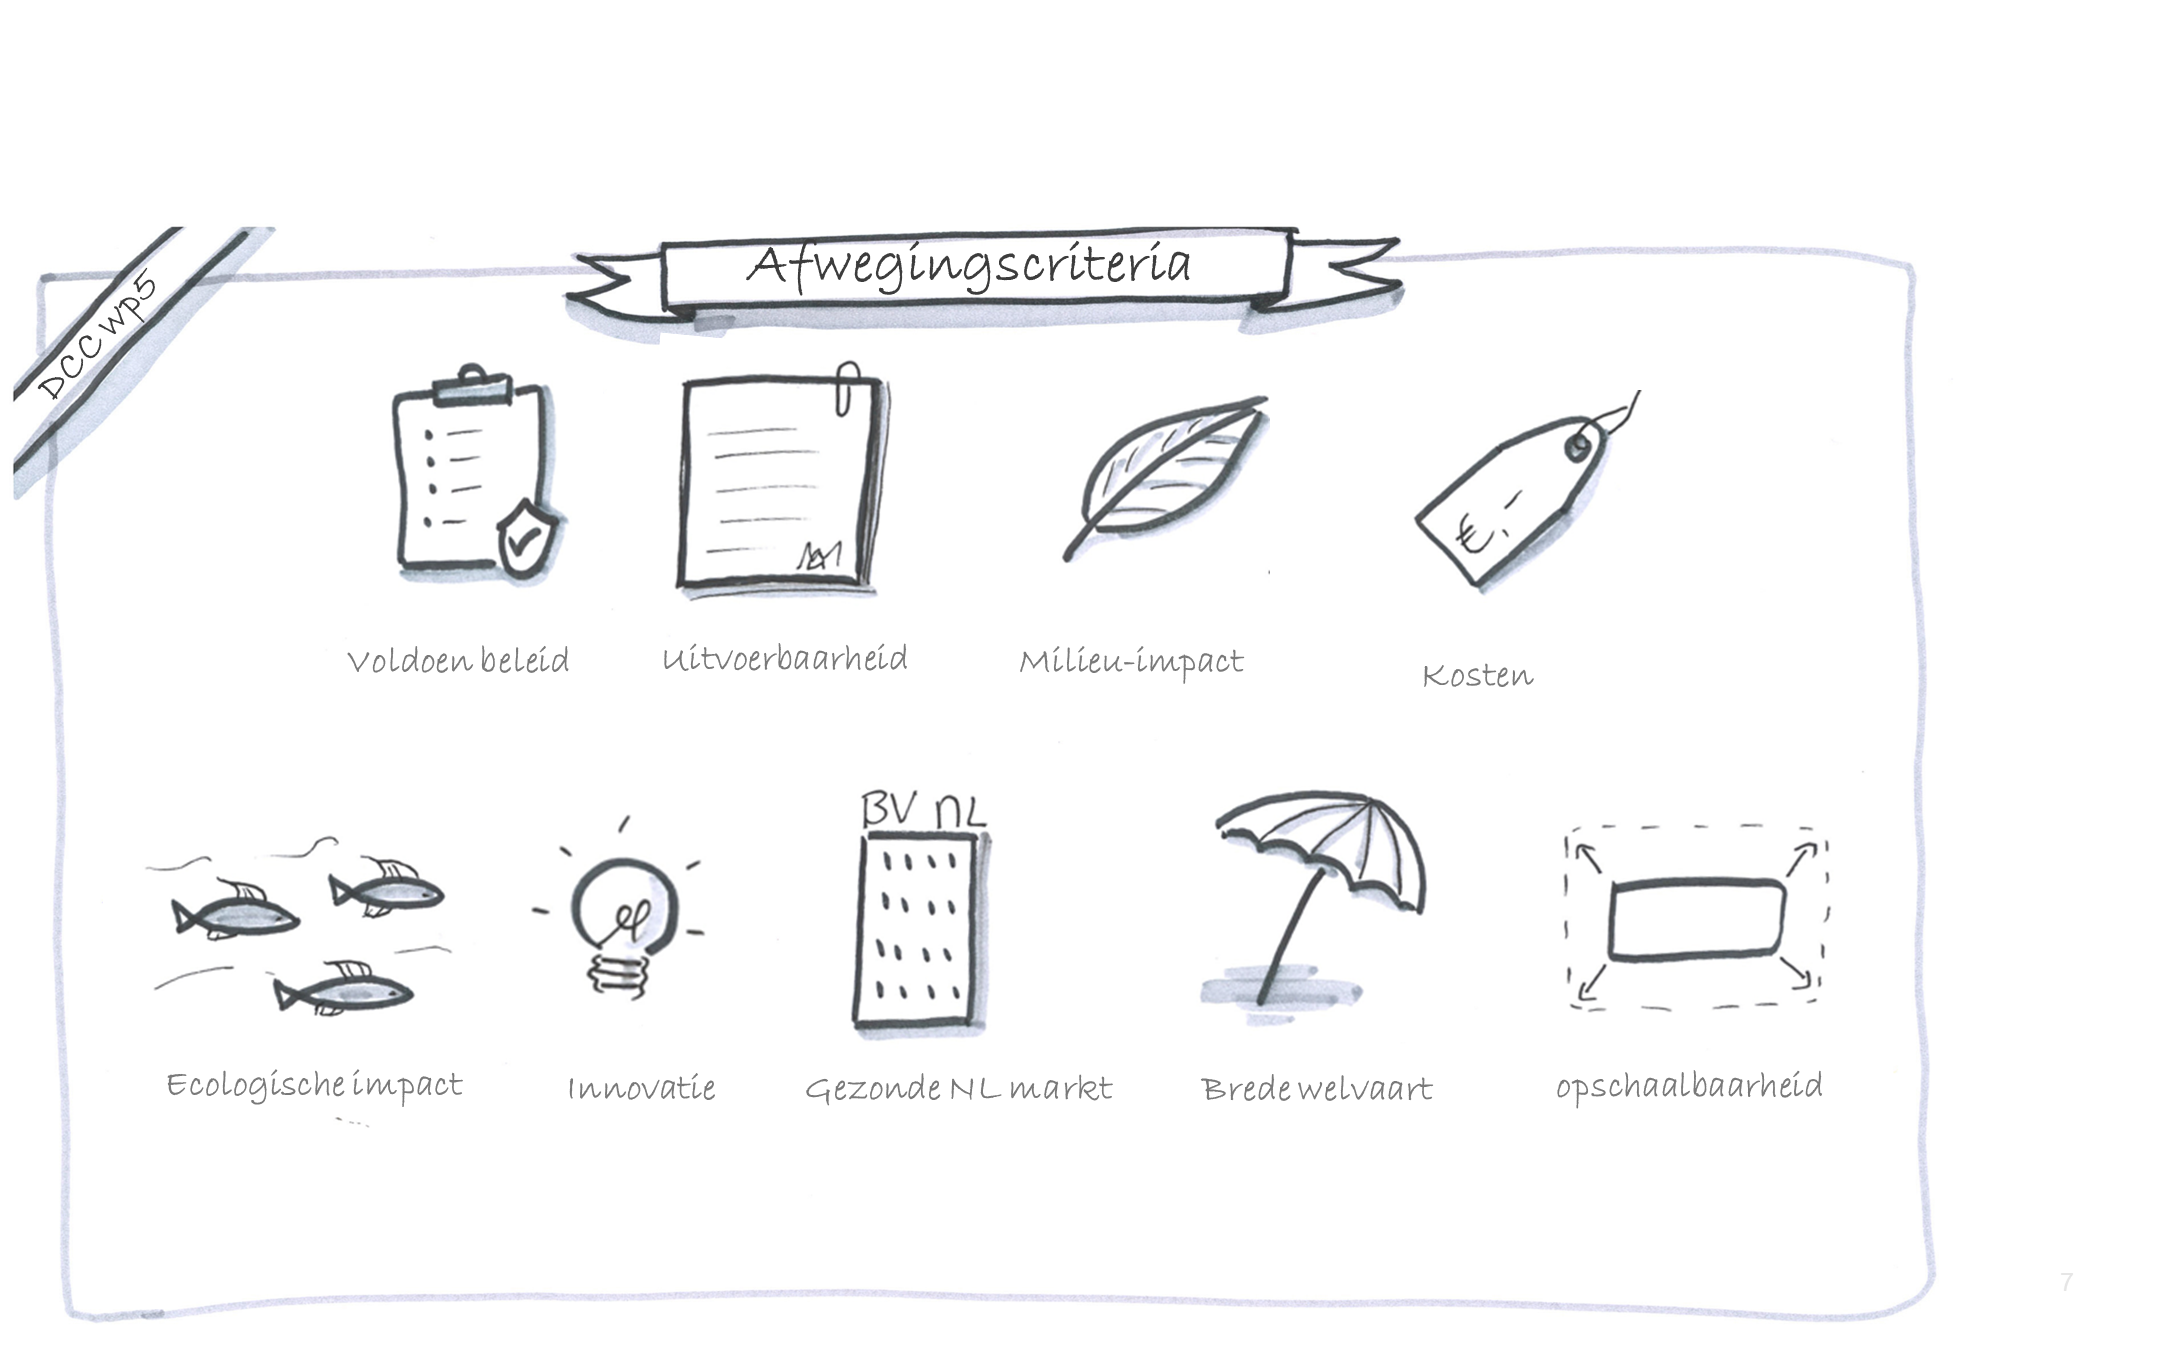 Afwegingscriteria
DCC wp5
€,-
Voldoen beleid
Uitvoerbaarheid
Milieu-impact
Kosten
BV NL
Ecologische impact
Innovatie
Gezonde NL markt
Brede welvaart
opschaalbaarheid
7